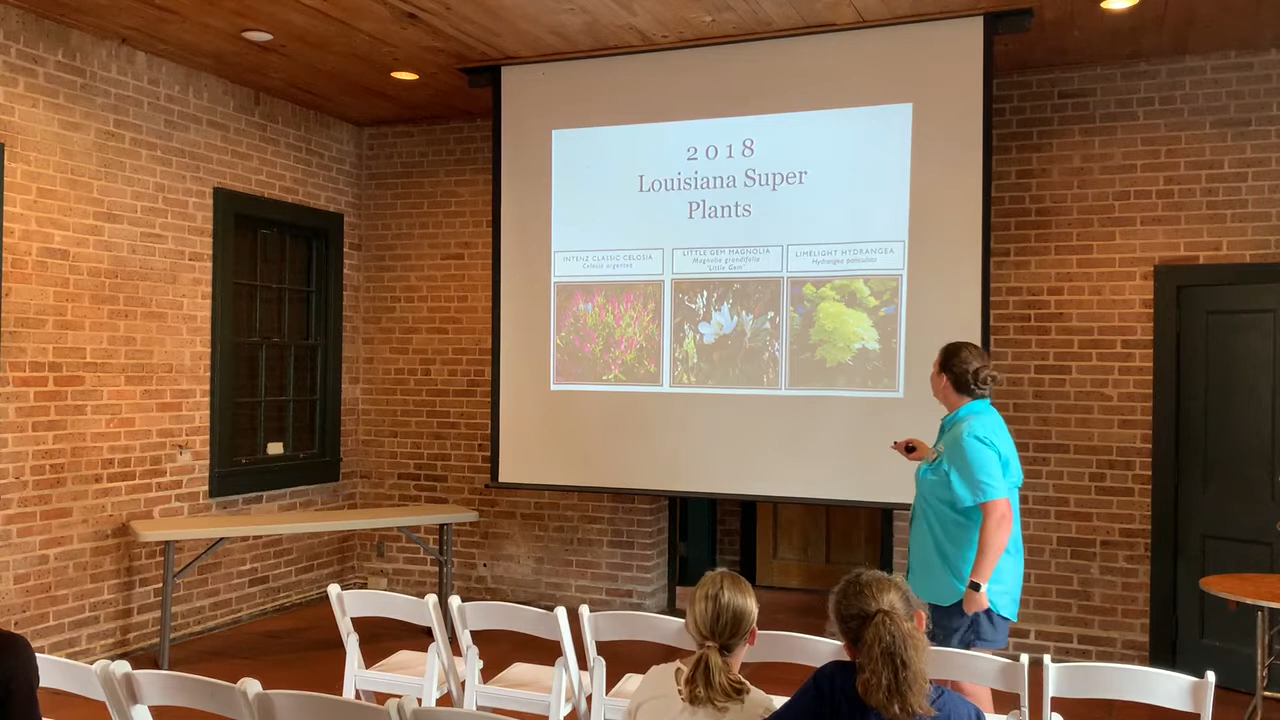 2018
Louisiana Super
Plants
INTENZ CLASSIC CELOSIA
Celosia argentea
LITTLE GEM MAGNOLIA
Magnolia grandifolia
'Little Gem'
LIMELIGHT HYDRANGEA
Hydrangea paniculata